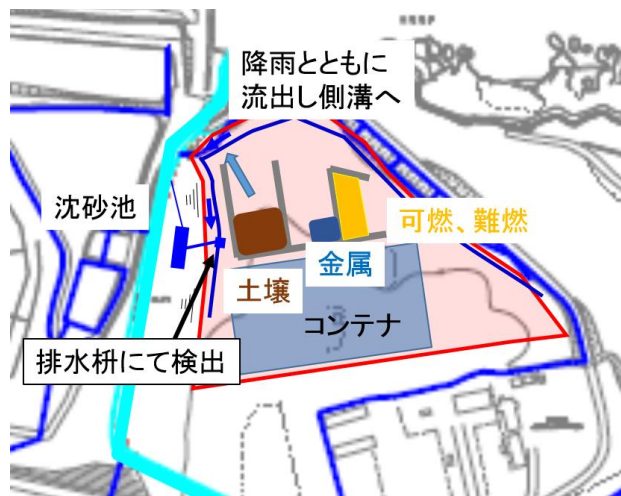 降雨とともに
流出し側溝へ
沈砂池
可燃、難燃
金属
土壌
コンテナ
排水枡にて検出